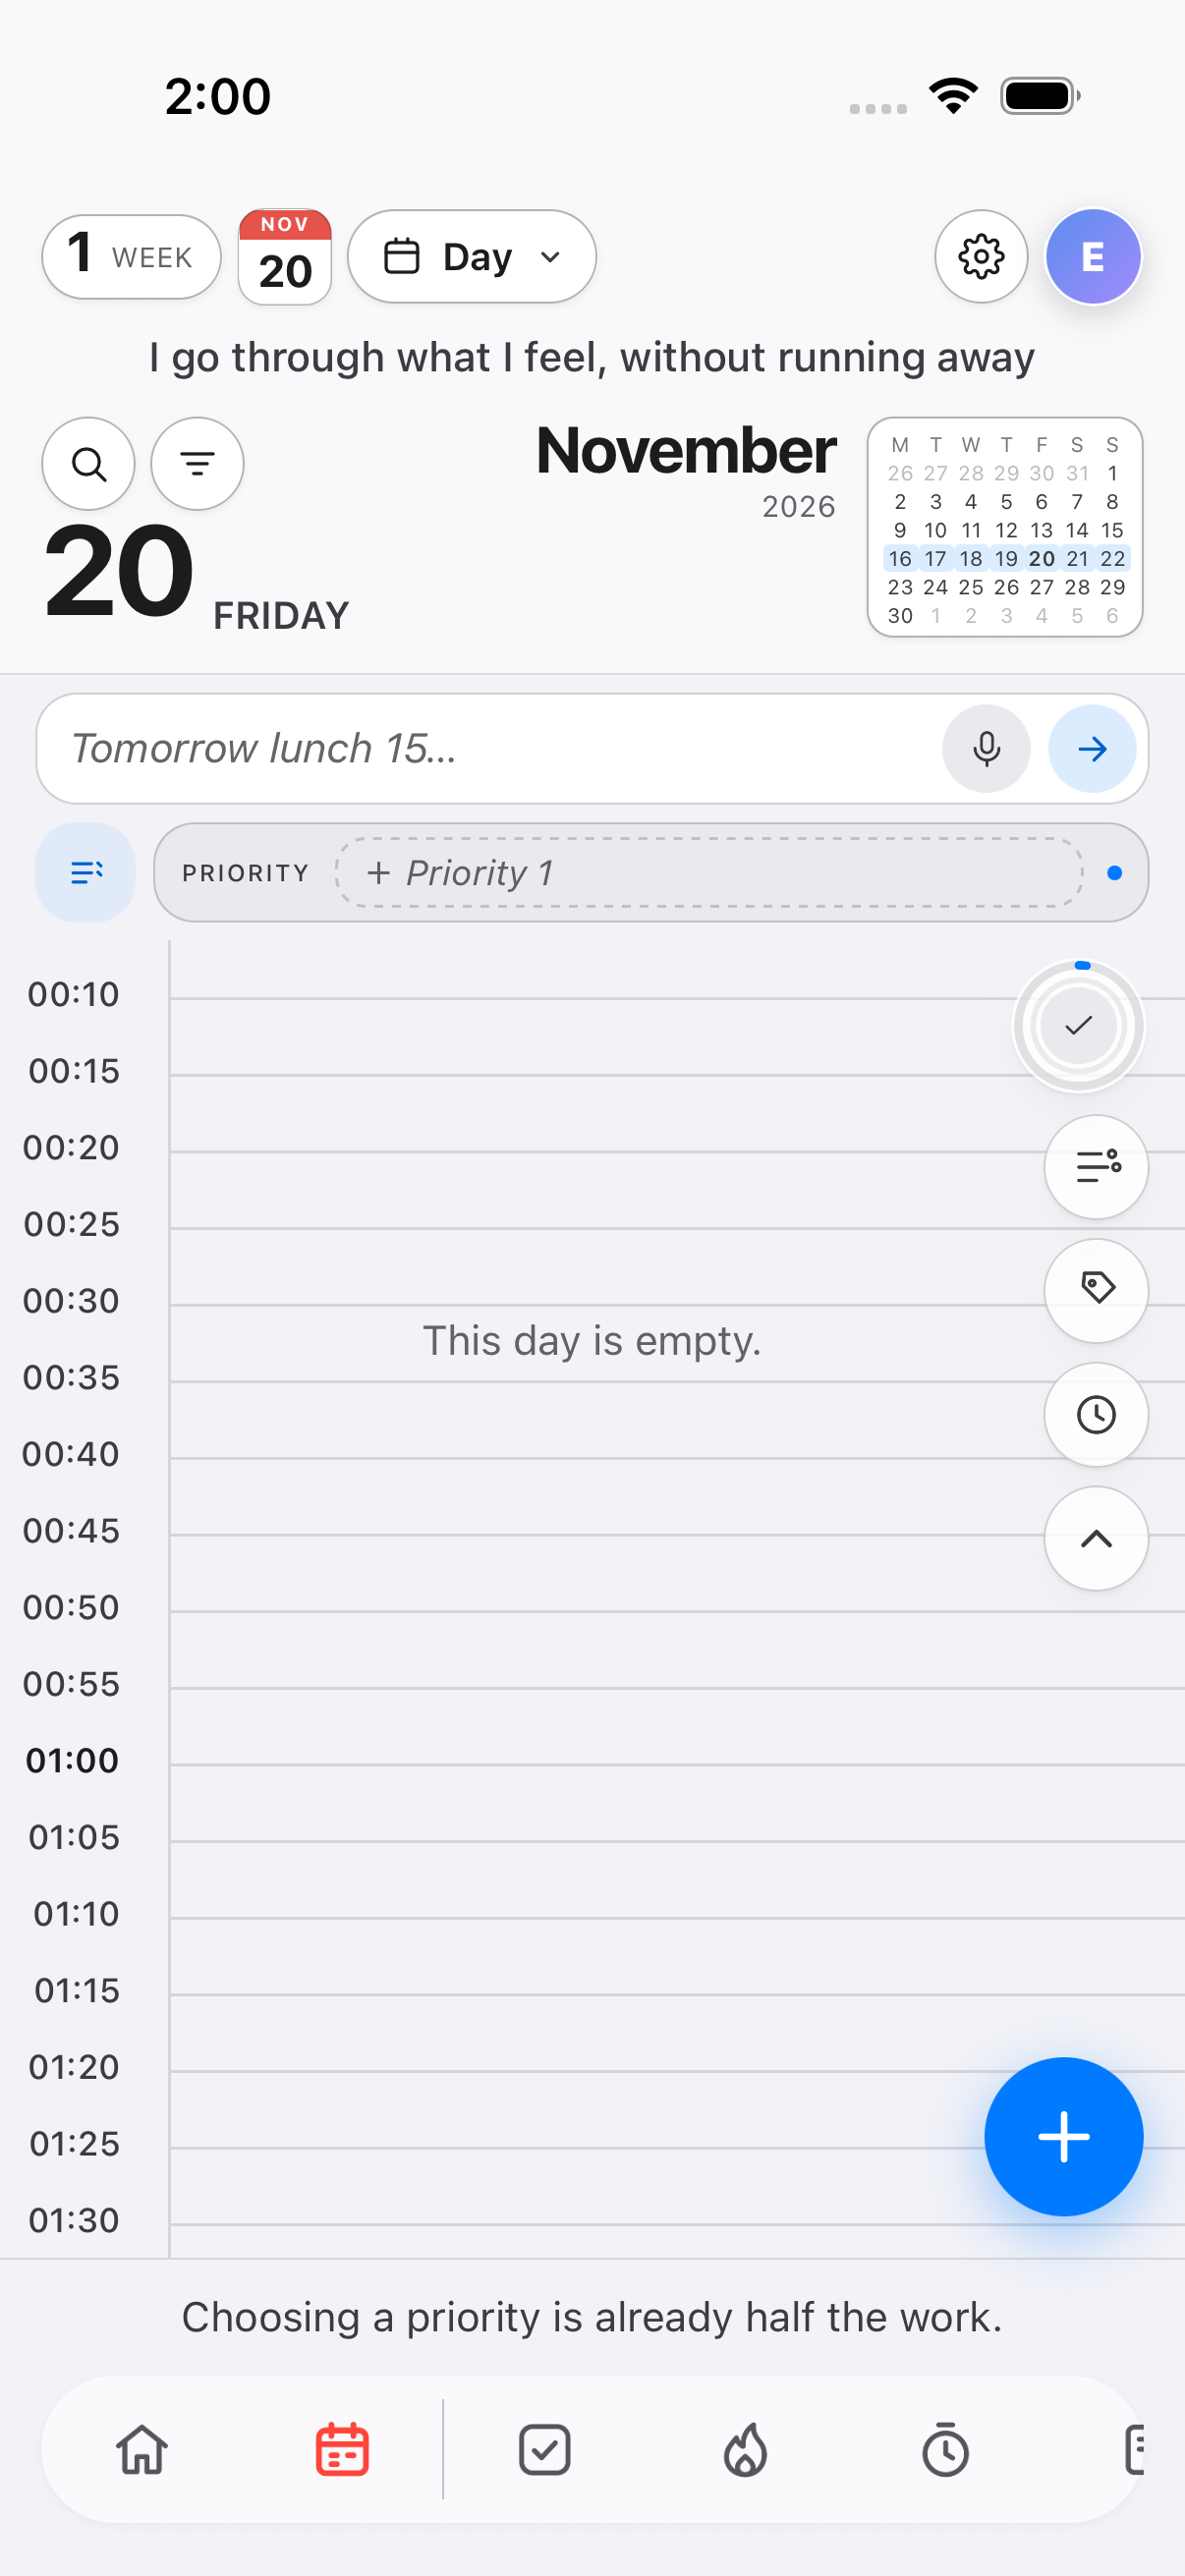 2:00
1 WEEK
NOV
20
Day
E
I go through what I feel, without running away
November
2026
20 FRIDAY
M T W T F S S
26 27 28 29 30 31 1
2 3 4 5 6 7 8
9 10 11 12 13 14 15
16 17 18 19 20 21 22
23 24 25 26 27 28 29
30 1 2 3 4 5 6
Tomorrow lunch 15...
PRIORITY
+ Priority 1
00:10
00:15
00:20
00:25
00:30
This day is empty.
00:35
00:40
00:45
00:50
00:55
01:00
01:05
01:10
01:15
01:20
01:25
01:30
Choosing a priority is already half the work.